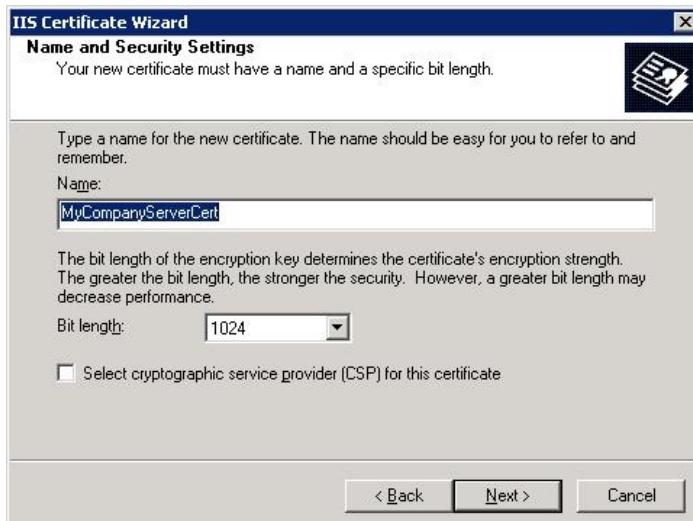 IIS Certificate Wizard
Name and Security Settings
Your new certificate must have a name and a specific bit length.
Type a name for the new certificate. The name should be easy for you to refer to and
remember.
Name:
MyCompanyServerCert
The bit length of the encryption key determines the certificate's encryption strength.
The greater the bit length, the stronger the security. However, a greater bit length may
decrease performance.
Bit length: 1024
Select cryptographic service provider (CSP) for this certificate
< Back Next > Cancel